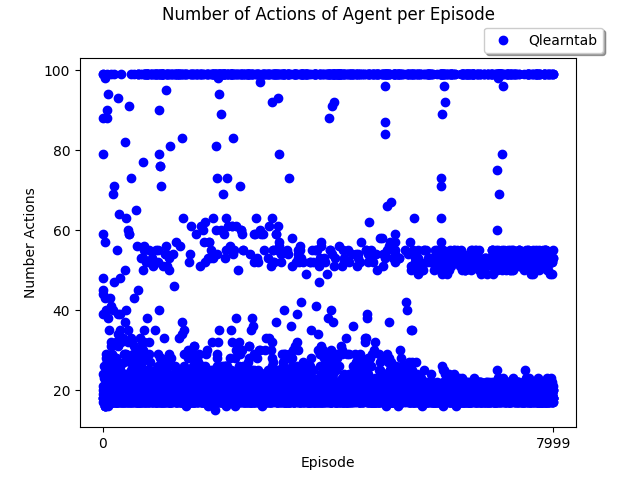 Number of Actions of Agent per Episode
Qlearntab
100
80
60
40
20
Number Actions
0
7999
Episode